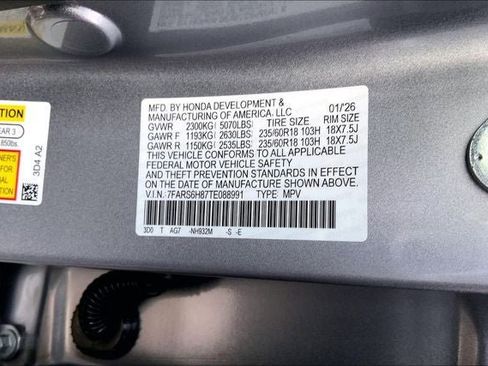 MFD. BY HONDA DEVELOPMENT &
MANUFACTURING OF AMERICA, LLC 01/26
GVWR 2300KG( 5070LBS) TIRE SIZE RIM SIZE
GAWR F 1193KG( 2630LBS) 235/60R18 103H 18X7.5J
GAWR R 1150KG( 2535LBS) 235/60R18 103H 18X7.5J
THIS VEHICLE CONFORMS TO ALL APPLICABLE
FEDERAL MOTOR VEHICLE SAFETY
AND THEFT PREVENTION STANDARDS IN EFFECT ON
THE DATE OF MANUFACTURE SHOWN ABOVE.
V.I.N.: 7FARS6H87TE088991 TYPE: MPV
3D0 T AG7 -NH932M -S -E
3D4 A2
EAR 3
850lbs.